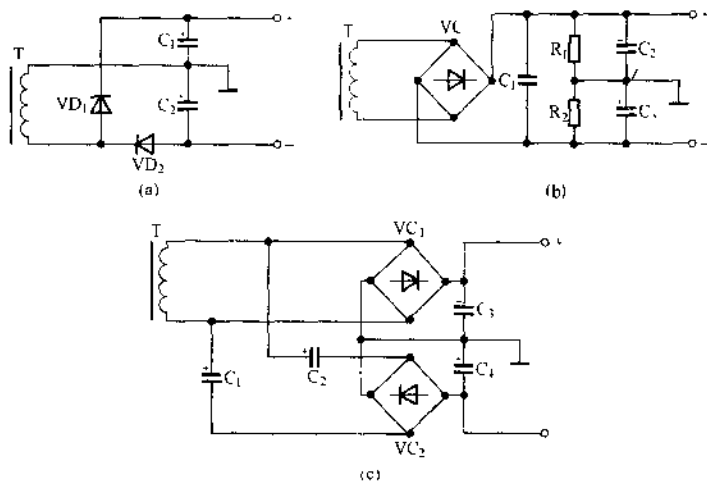 T
VD1
VD2
C1
C2
+
−
(a)
T
VC
C1
R1
R2
C2
+
−
(b)
T
VC1
VC2
C1
C2
C3
C4
+
(c)